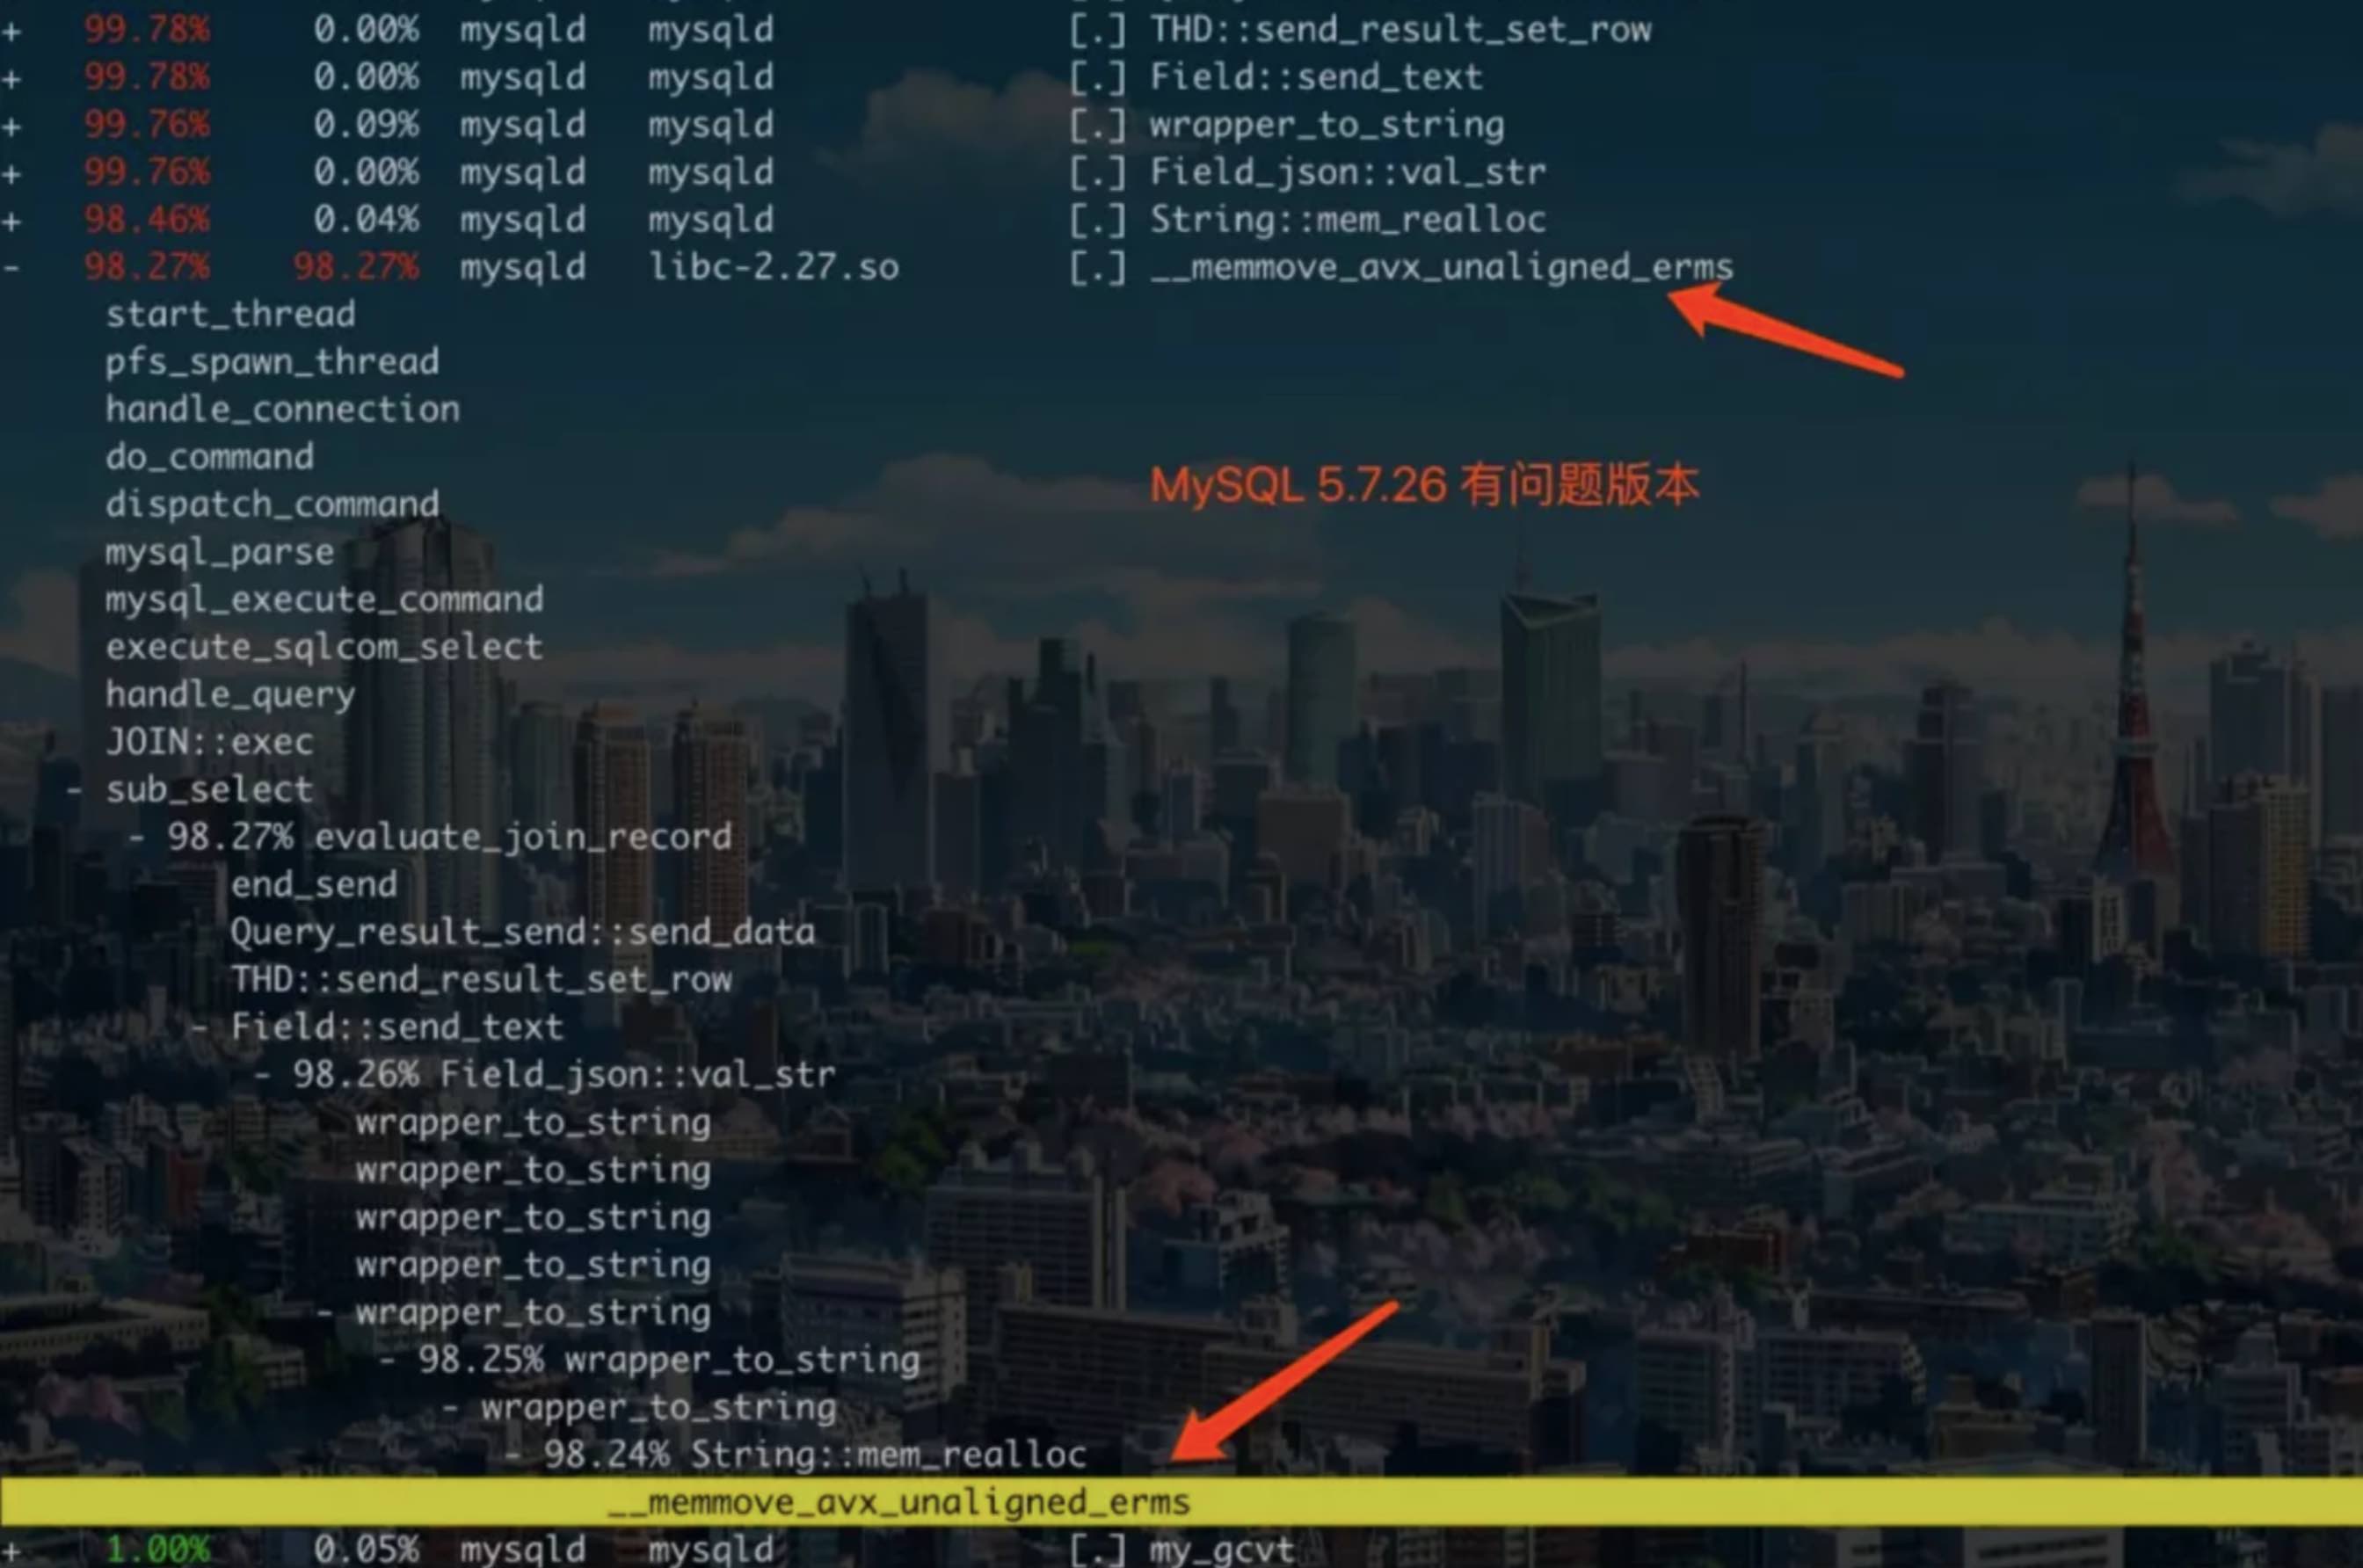 + 99.78% 0.00% mysqld mysqld [.] THD::send_result_set_row
+ 99.78% 0.00% mysqld mysqld [.] Field::send_text
+ 99.76% 0.09% mysqld mysqld [.] wrapper_to_string
+ 99.76% 0.00% mysqld mysqld [.] Field_json::val_str
+ 98.46% 0.04% mysqld mysqld [.] String::mem_realloc
- 98.27% 98.27% mysqld libc-2.27.so [.] __memmove_avx_unaligned_erms
start_thread
pfs_spawn_thread
handle_connection
do_command
MySQL 5.7.26 有问题版本
dispatch_command
mysql_parse
mysql_execute_command
execute_sqlcom_select
handle_query
JOIN::exec
- sub_select
- 98.27% evaluate_join_record
end_send
Query_result_send::send_data
THD::send_result_set_row
- Field::send_text
- 98.26% Field_json::val_str
wrapper_to_string
wrapper_to_string
wrapper_to_string
wrapper_to_string
- wrapper_to_string
- 98.25% wrapper_to_string
- wrapper_to_string
- 98.24% String::mem_realloc
__memmove_avx_unaligned_erms
+ 1.00% 0.05% mysqld mysqld [.] my_gcvt